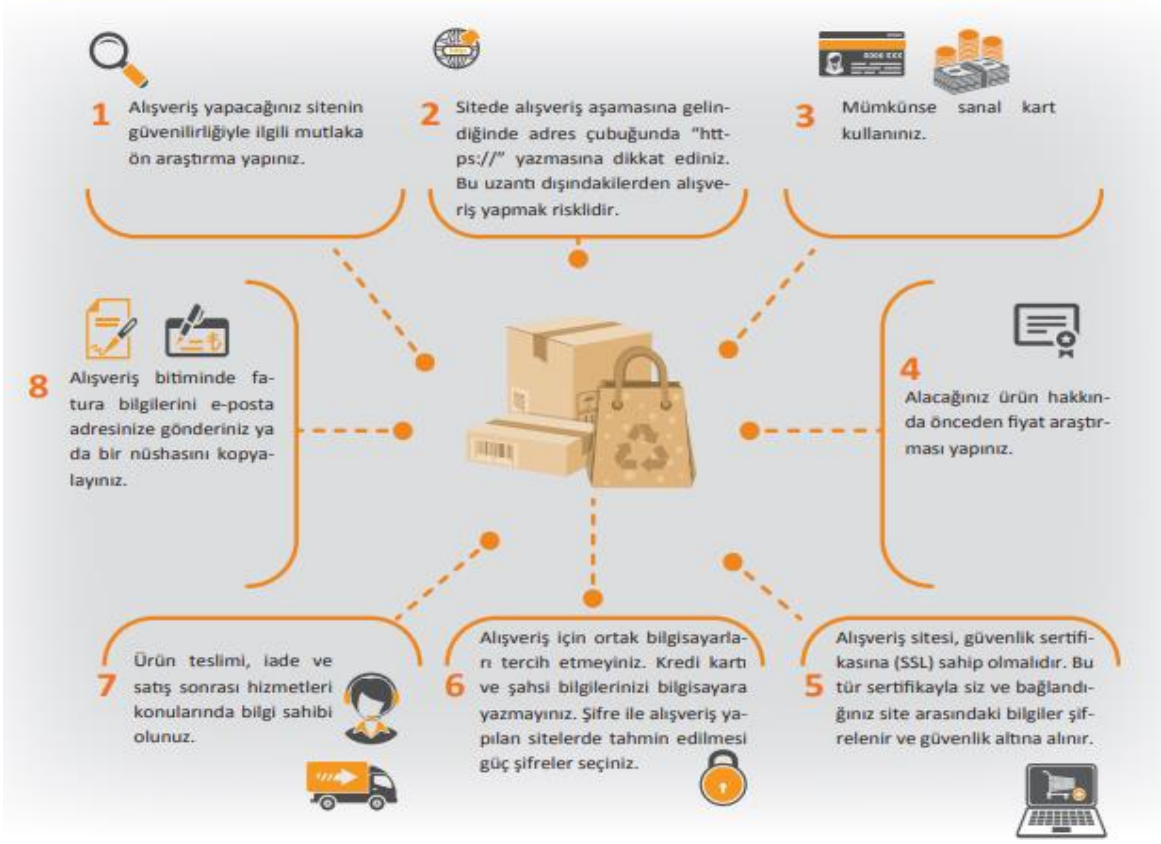 1
Alışveriş yapacağınız sitenin
güvenilirliğiyle ilgili mutlaka
ön araştırma yapınız.
2
Sitede alışveriş aşamasına gelin-
diğinde adres çubuğunda “htt-
ps://” yazmasına dikkat ediniz.
Bu uzantı dışındakilerden alışve-
riş yapmak risklidir.
3
Mümkünse sanal kart
kullanınız.
4
Alacağınız ürün hakkın-
da önceden fiyat araştır-
ması yapınız.
5
Alışveriş sitesi, güvenlik sertifi-
kasına (SSL) sahip olmalıdır. Bu
tür sertifikayla siz ve bağlandı-
ğınız site arasındaki bilgiler şif-
relenir ve güvenlik altına alınır.
6
Alışveriş için ortak bilgisayarla-
rı tercih etmeyiniz. Kredi kartı
ve şahsi bilgilerinizi bilgisayara
yazmayınız. Şifre ile alışveriş ya-
pılan sitelerde tahmin edilmesi
güç şifreler seçiniz.
7
Ürün teslimi, iade ve
satış sonrası hizmetleri
konularında bilgi sahibi
olunuz.
8
Alışveriş bitiminde fa-
tura bilgilerini e-posta
adresinize gönderiniz ya
da bir nüshasını kopya-
layınız.